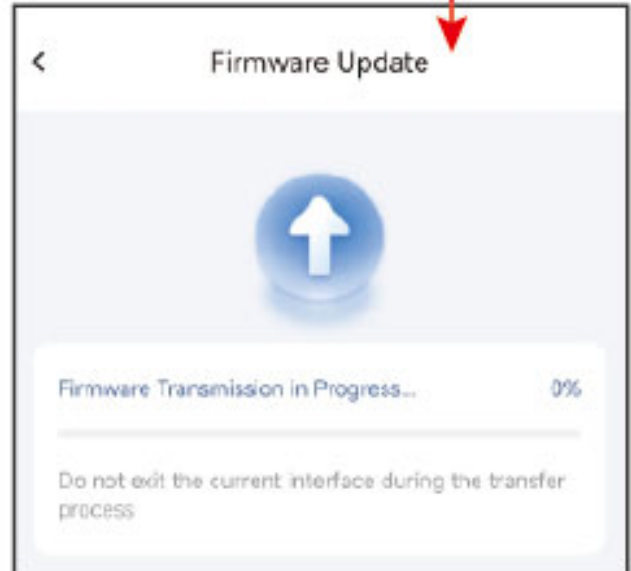 Firmware Update
Firmware Transmission in Progress... 0%
Do not exit the current interface during the transfer
process